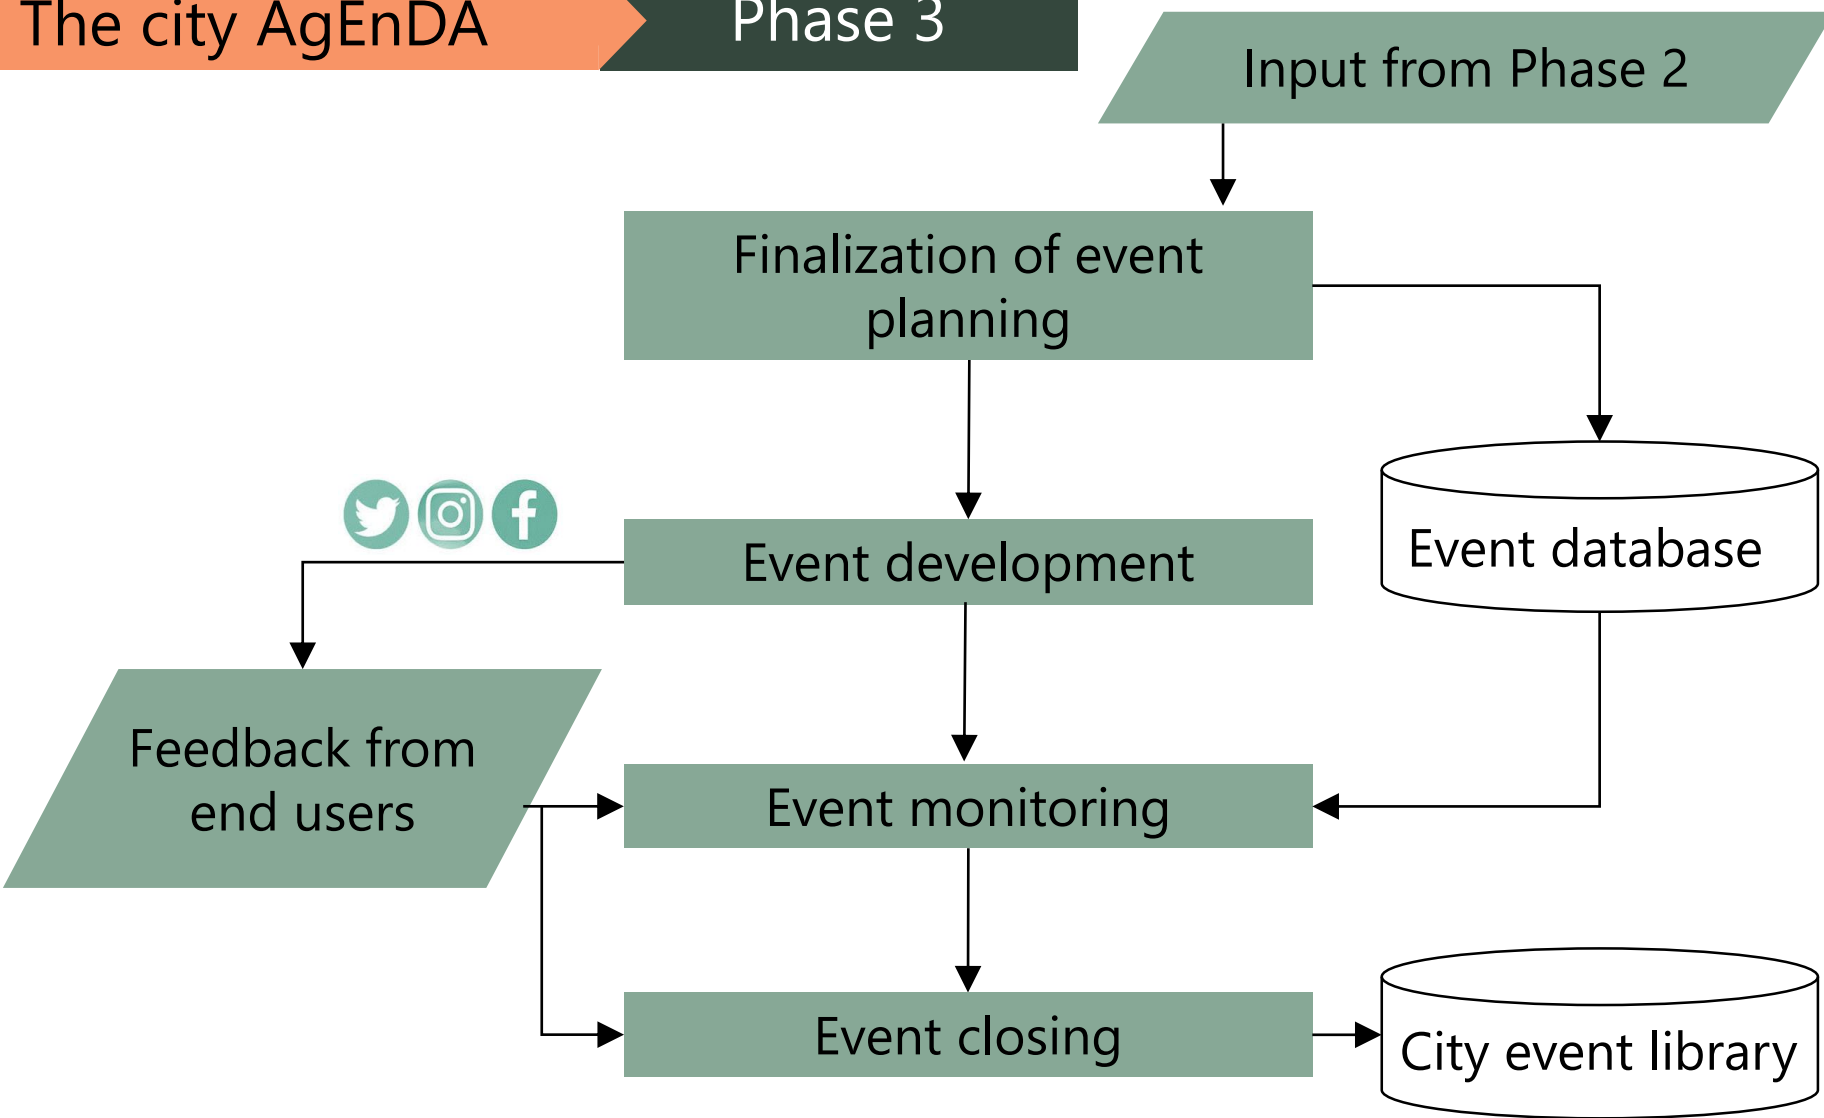 The city AgEnDA
Phase 3
Input from Phase 2
Finalization of event
planning
Event development
Event database
Feedback from
end users
Event monitoring
Event closing
City event library